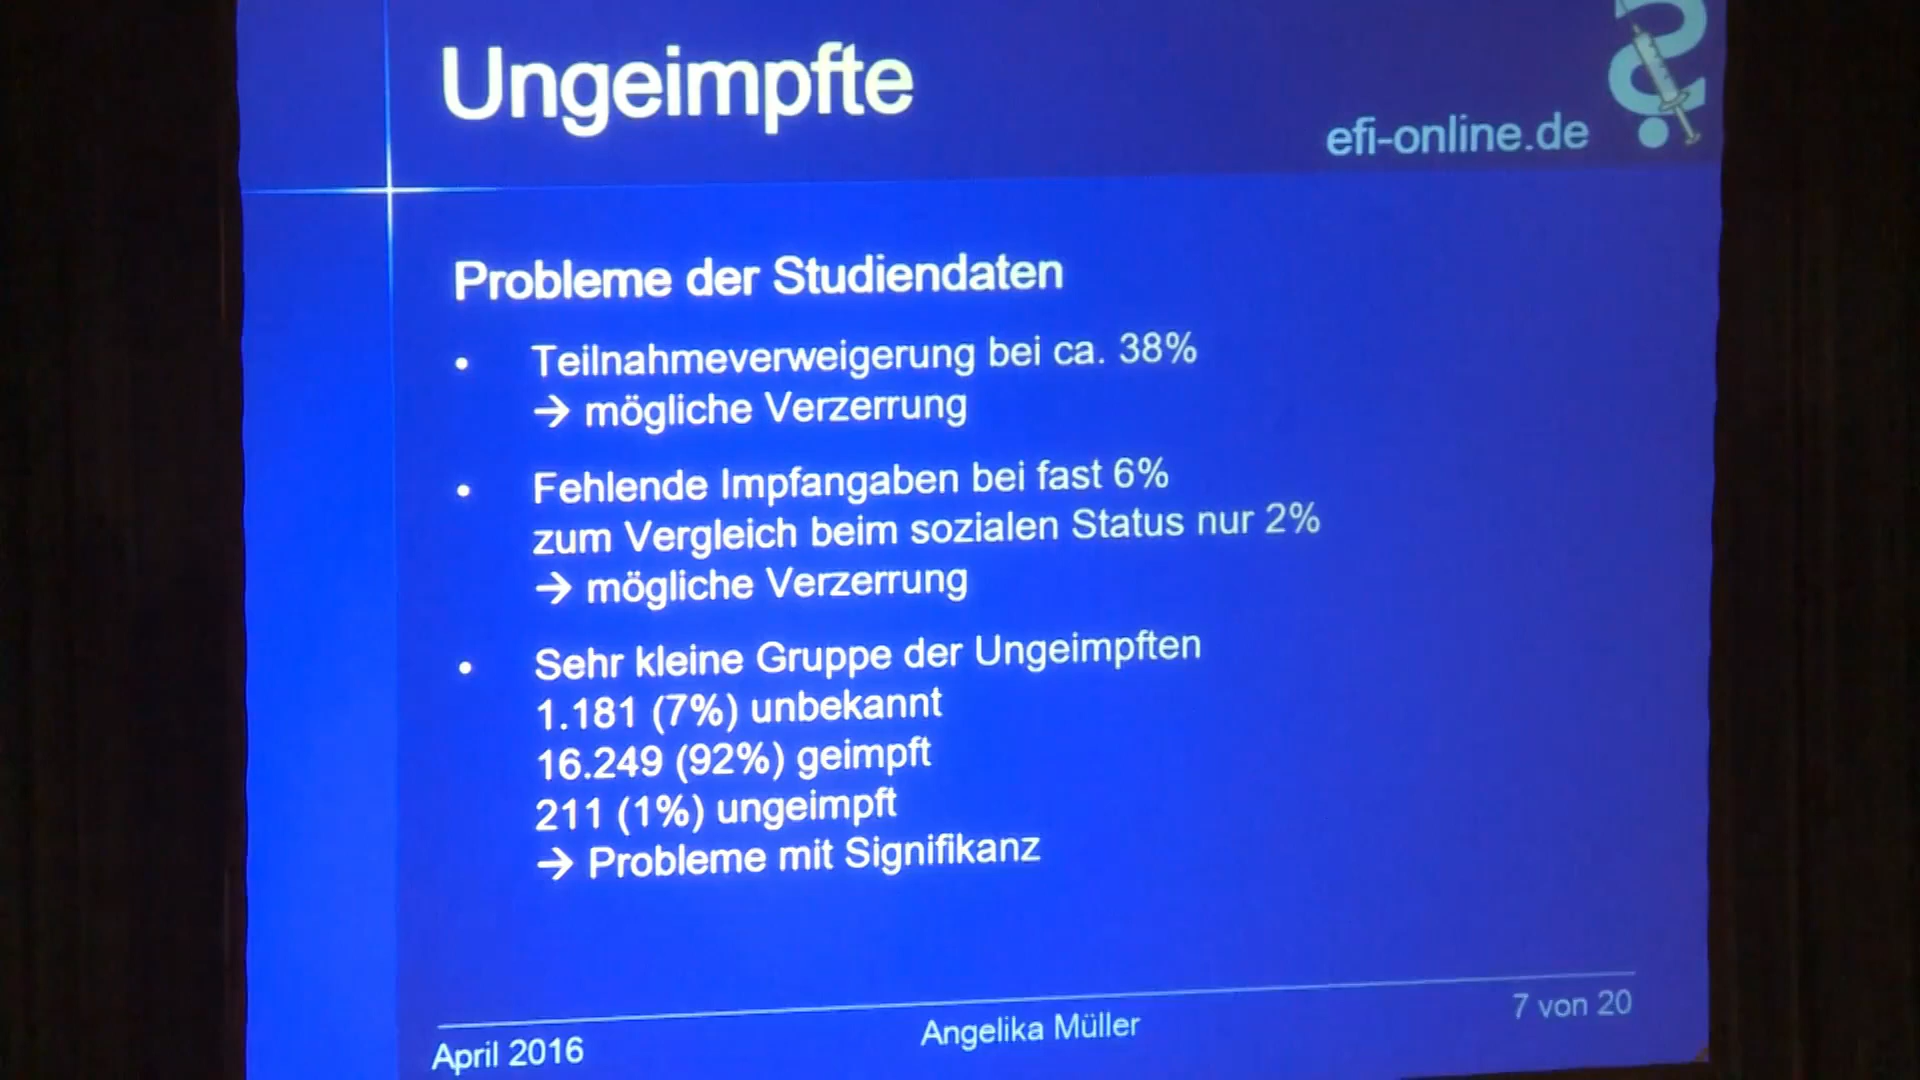 Ungeimpfte
efi-online.de
Probleme der Studiendaten
• Teilnahmeverweigerung bei ca. 38%
→ mögliche Verzerrung
• Fehlende Impfangaben bei fast 6%
zum Vergleich beim sozialen Status nur 2%
→ mögliche Verzerrung
• Sehr kleine Gruppe der Ungeimpften
1.181 (7%) unbekannt
16.249 (92%) geimpft
211 (1%) ungeimpft
→ Probleme mit Signifikanz
April 2016
Angelika Müller
7 von 20